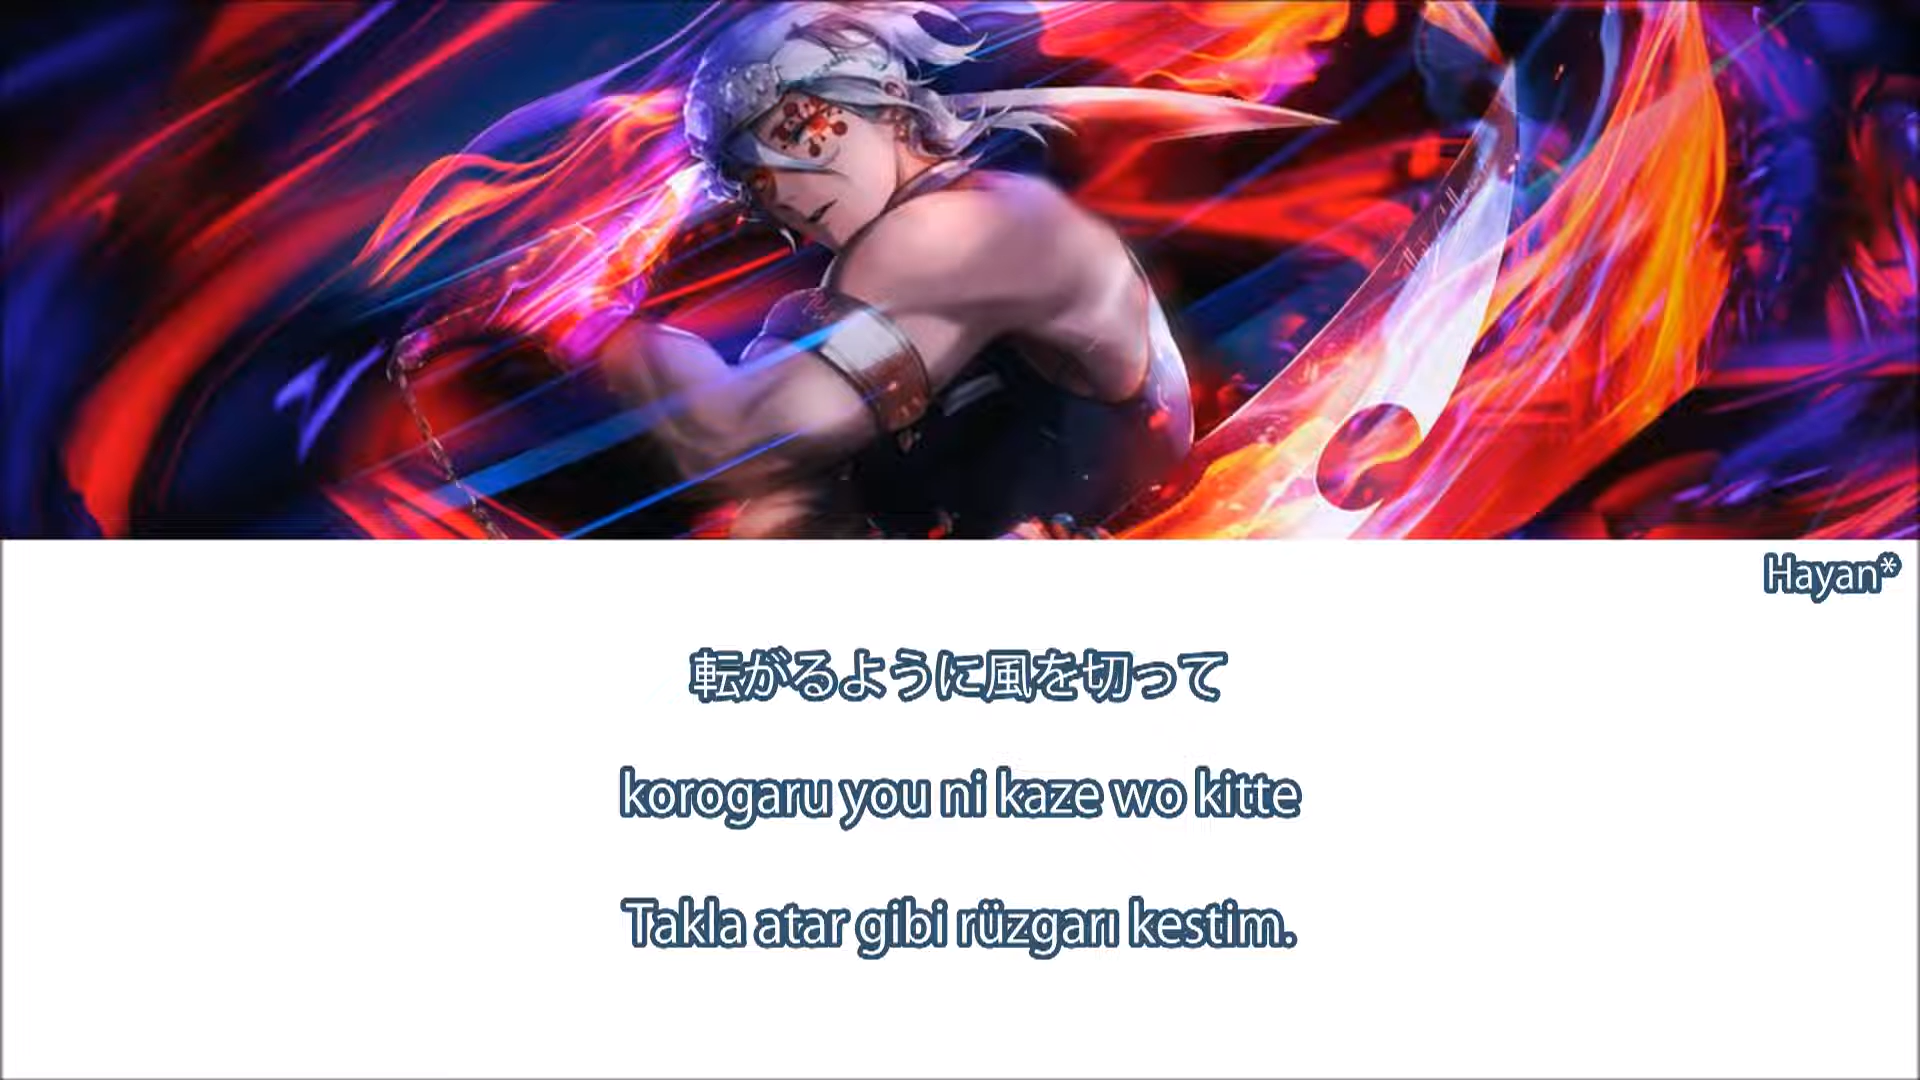 Hayan*
転がるように風を切って
korogaru you ni kaze wo kitte
Takla atar gibi rüzgarı kestim.